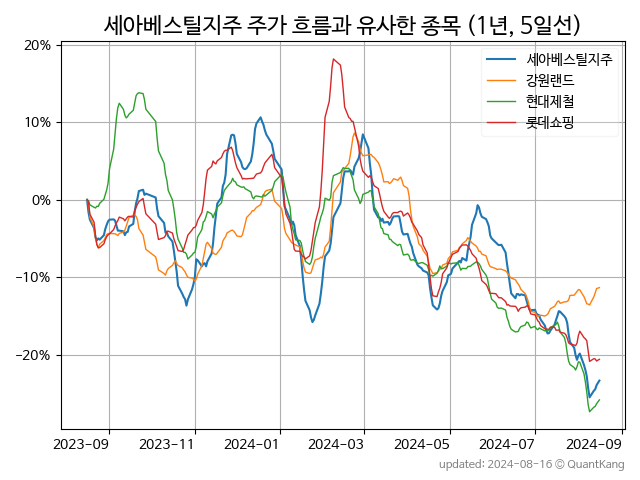 세아베스틸지주 주가 흐름과 유사한 종목 (1년, 5일선)
세아베스틸지주
강원랜드
현대제철
롯데쇼핑
20%
10%
0%
−10%
−20%
2023-09 2023-11 2024-01 2024-03 2024-05 2024-07 2024-09
updated: 2024-08-16 © QuantKang